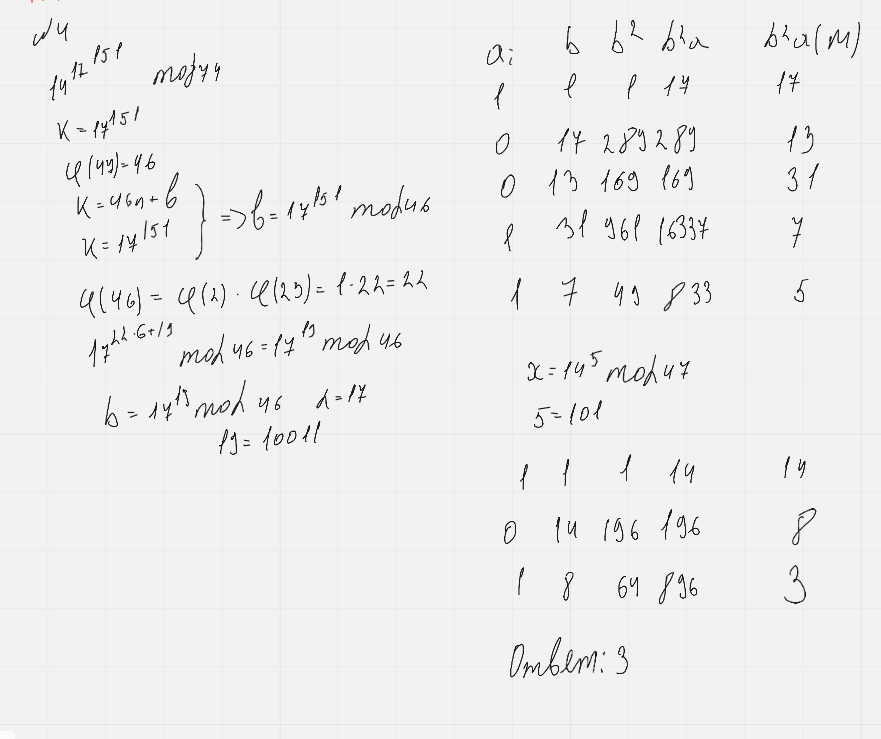 N4
14^17^151 mod 47
K = 17^151
φ(47) = 46
K = 46n + b
K = 17^151
} => b = 17^151 mod 46
φ(46) = φ(2) · φ(23) = 1 · 22 = 22
17^22·6+19 mod 46 = 17^19 mod 46
b = 17^19 mod 46 a = 17
19 = 10011
a_i b b² b²a b²a(M)
1 1 1 17 17
0 17 289 289 13
0 13 169 169 31
1 31 961 16337 7
1 7 49 833 5
x = 14^5 mod 47
5 = 101
1 1 1 14 14
0 14 196 196 8
1 8 64 896 3
Ответ: 3